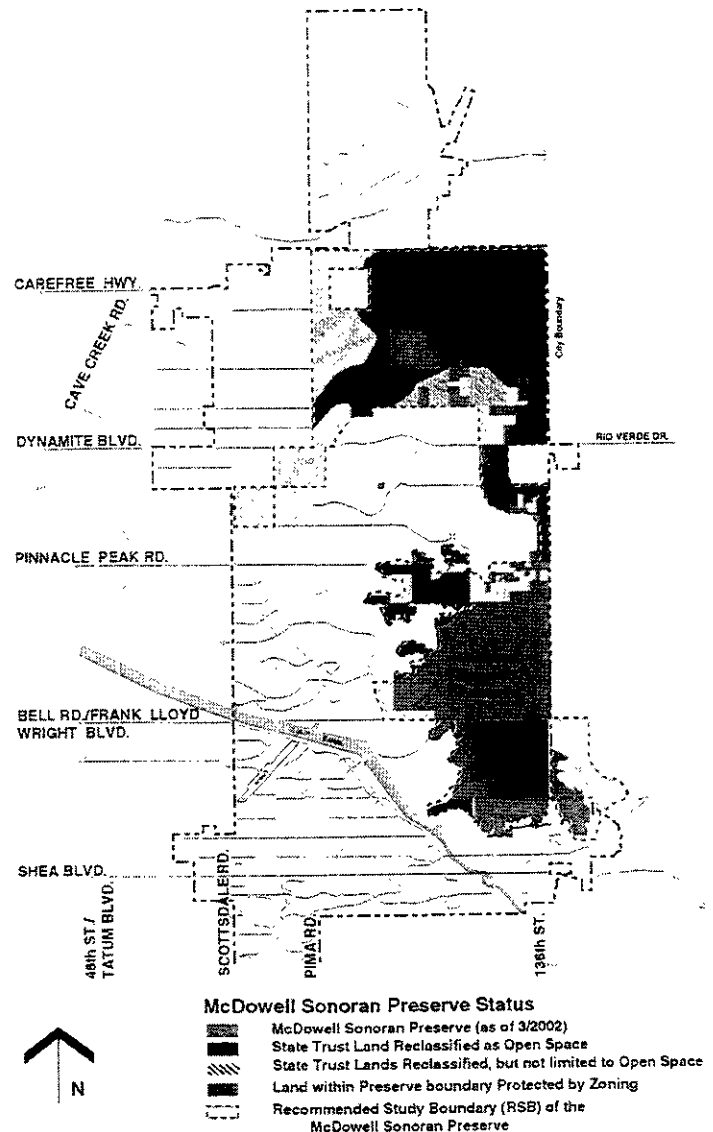 CAREFREE HWY.
CAVE CREEK RD.
City Boundary
DYNAMITE BLVD.
RIO VERDE DR.
PINNACLE PEAK RD.
BELL RD./FRANK LLOYD
WRIGHT BLVD.
SHEA BLVD.
48th ST./
TATUM BLVD.
SCOTTSDALE RD.
PIMA RD.
136th ST.
McDowell Sonoran Preserve Status
McDowell Sonoran Preserve (as of 3/2002)
State Trust Land Reclassified as Open Space
State Trust Lands Reclassified, but not limited to Open Space
Land within Preserve boundary Protected by Zoning
Recommended Study Boundary (RSB) of the
McDowell Sonoran Preserve
N